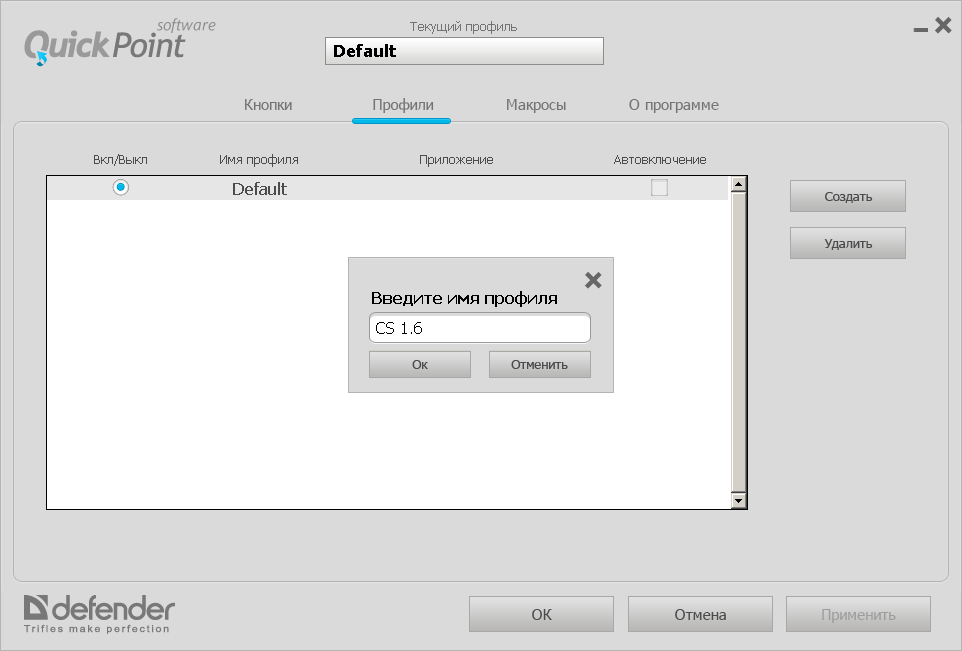 software
QuickPoint
Текущий профиль
Default
Кнопки Профили Макросы О программе
Вкл/Выкл Имя профиля Приложение Автовключение
Default
Создать
Удалить
Введите имя профиля
CS 1.6
Ок Отменить
defender
Trifles make perfection
ОК Отмена Применить